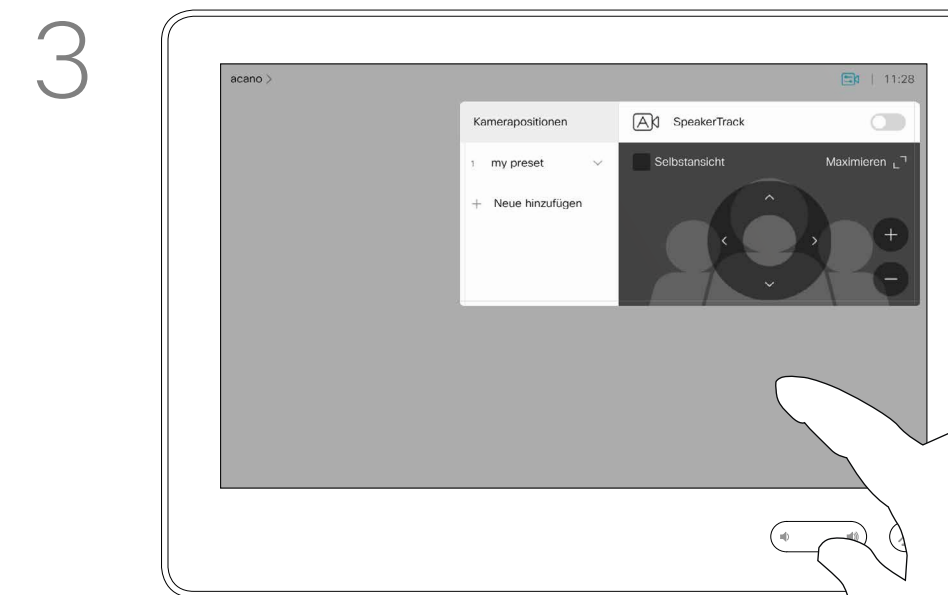 3
acano >
| 11:28
Kamerapositionen
SpeakerTrack
1 my preset
Selbstansicht
Maximieren
+ Neue hinzufügen